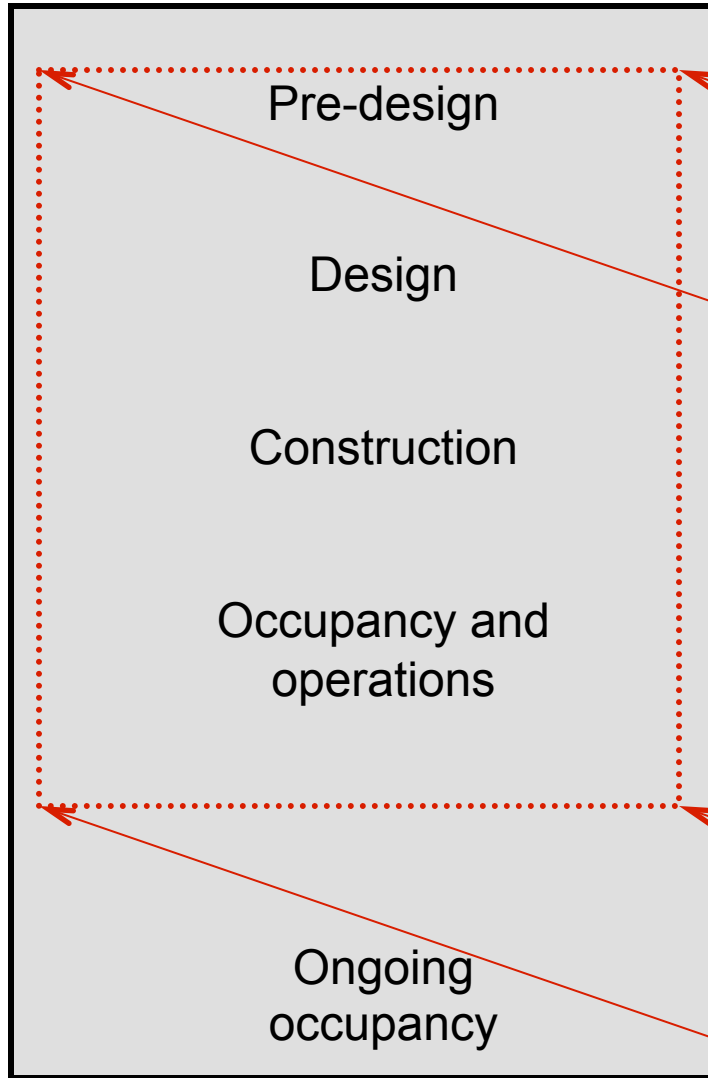 Pre-design
Design
Construction
Occupancy and
operations
Ongoing
occupancy